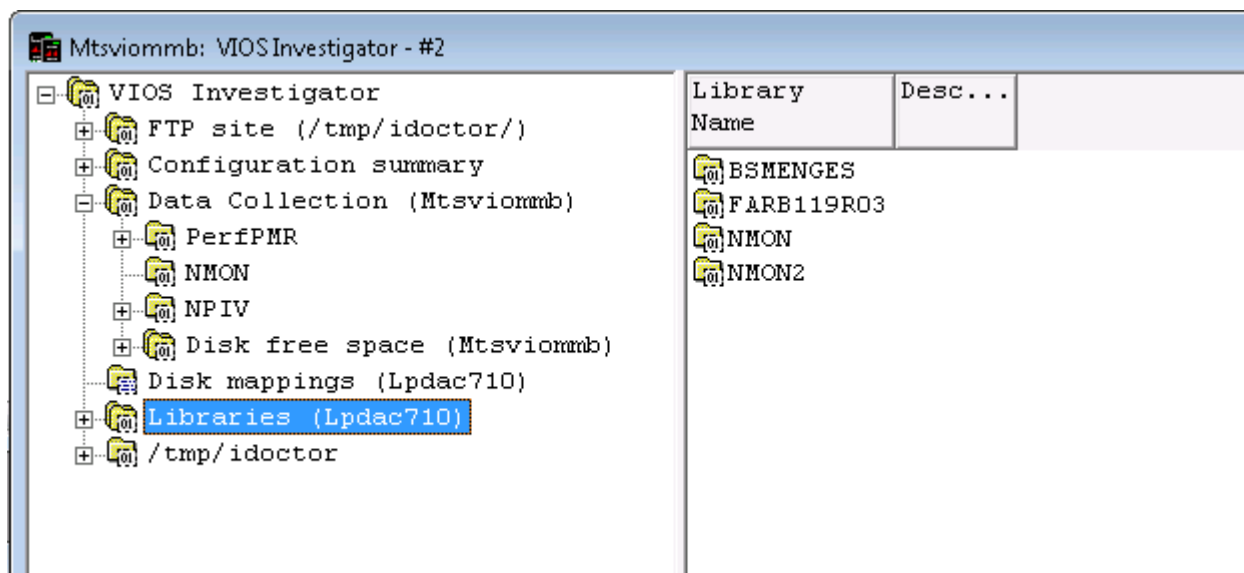 Mtsviommb: VIOS Investigator - #2
VIOS Investigator
FTP site (/tmp/idoctor/)
Configuration summary
Data Collection (Mtsviommb)
PerfPMR
NMON
NPIV
Disk free space (Mtsviommb)
Disk mappings (Lpdac710)
Libraries (Lpdac710)
/tmp/idoctor
Library Desc...
Name
BSMENGES
FARB119R03
NMON
NMON2